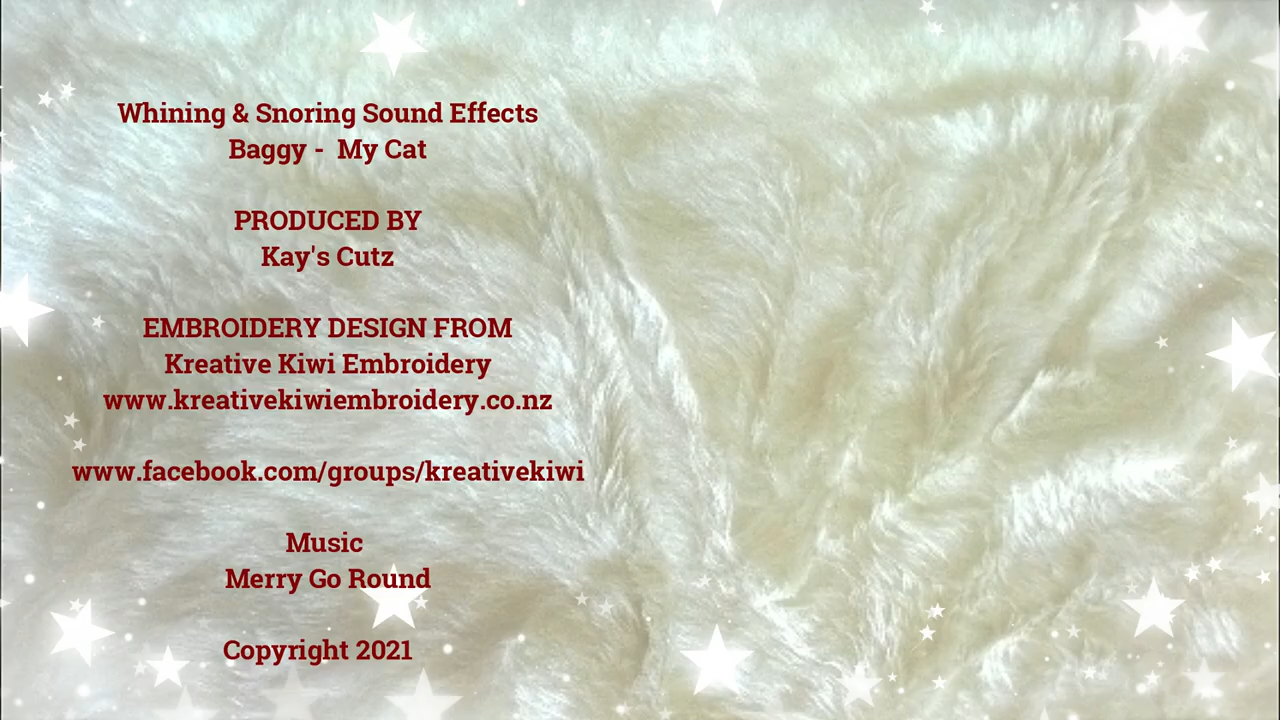 Whining & Snoring Sound Effects
Baggy -  My Cat
PRODUCED BY
Kay's Cutz
EMBROIDERY DESIGN FROM
Kreative Kiwi Embroidery
www.kreativekiwiembroidery.co.nz
www.facebook.com/groups/kreativekiwi
Music
Merry Go Round
Copyright 2021